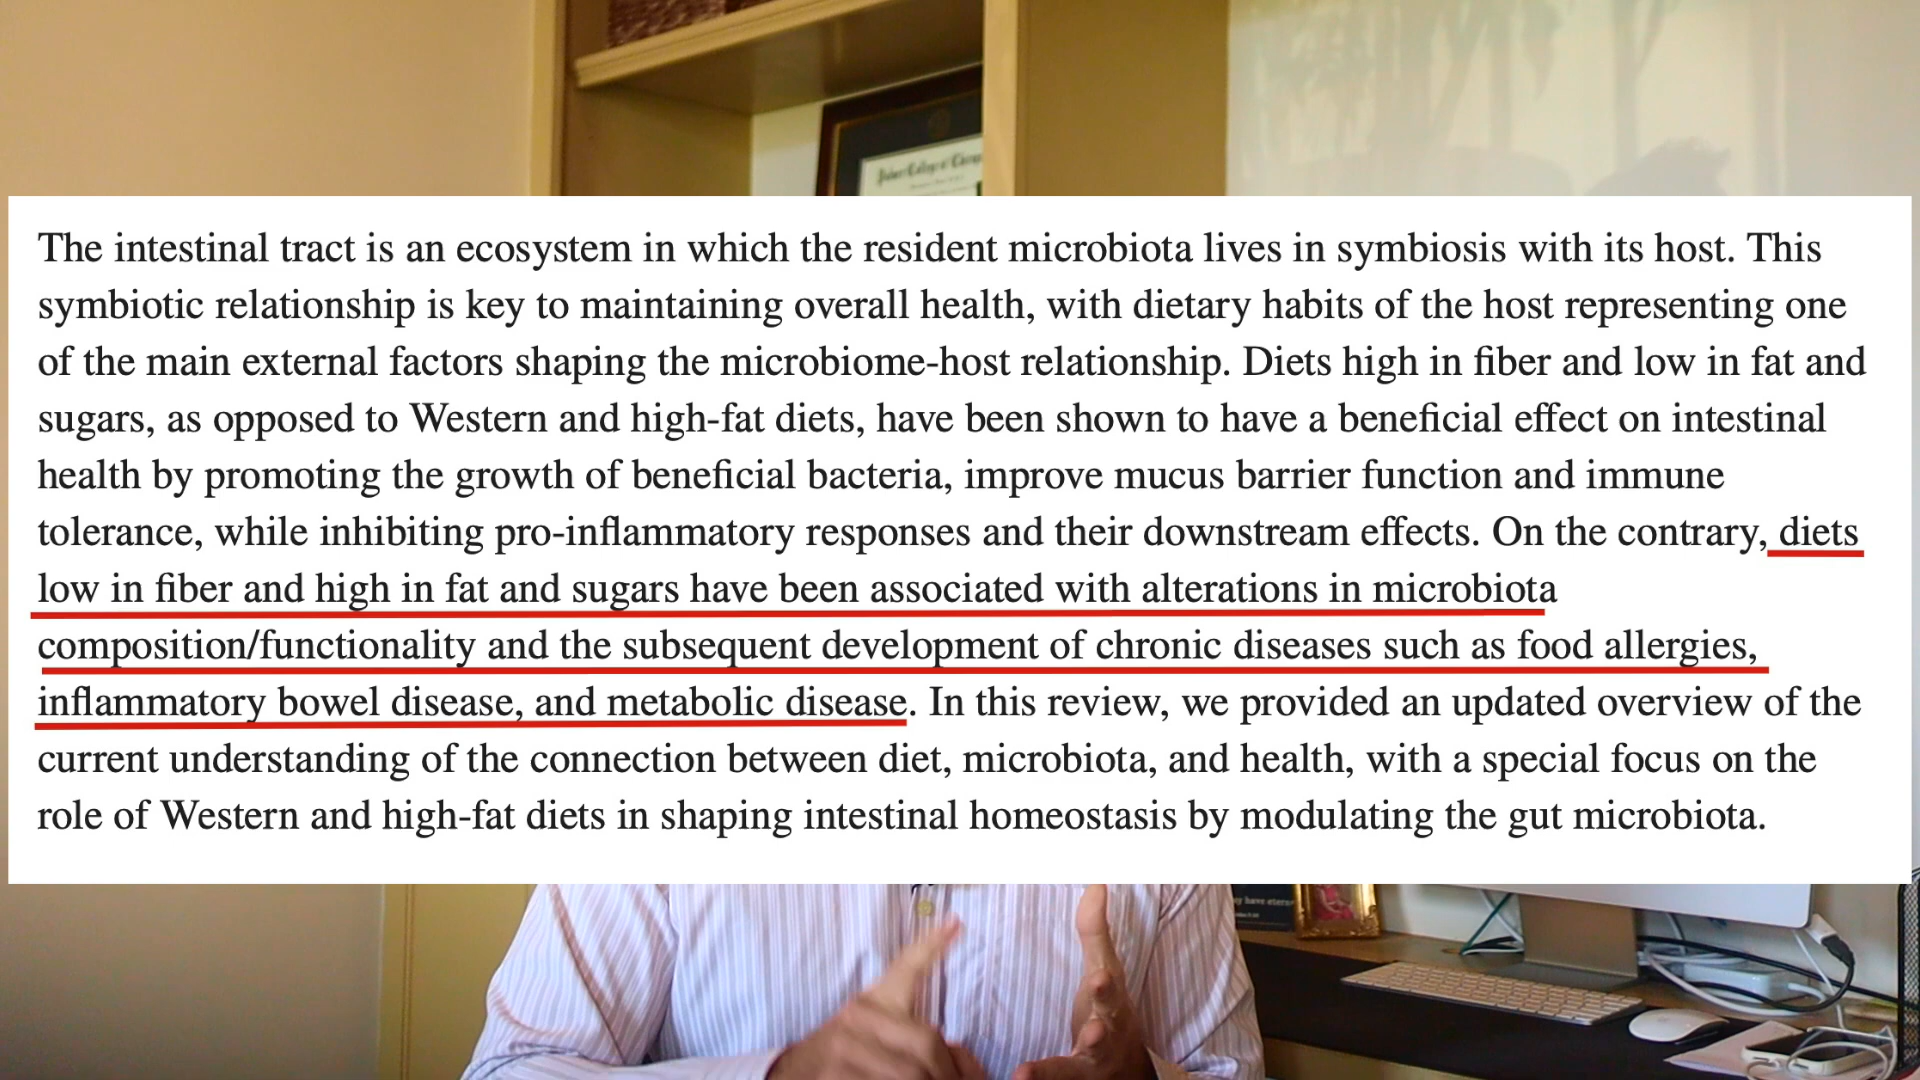 Palmer College of Chirop
The intestinal tract is an ecosystem in which the resident microbiota lives in symbiosis with its host. This
symbiotic relationship is key to maintaining overall health, with dietary habits of the host representing one
of the main external factors shaping the microbiome-host relationship. Diets high in fiber and low in fat and
sugars, as opposed to Western and high-fat diets, have been shown to have a beneficial effect on intestinal
health by promoting the growth of beneficial bacteria, improve mucus barrier function and immune
tolerance, while inhibiting pro-inflammatory responses and their downstream effects. On the contrary, diets
low in fiber and high in fat and sugars have been associated with alterations in microbiota
composition/functionality and the subsequent development of chronic diseases such as food allergies,
inflammatory bowel disease, and metabolic disease. In this review, we provided an updated overview of the
current understanding of the connection between diet, microbiota, and health, with a special focus on the
role of Western and high-fat diets in shaping intestinal homeostasis by modulating the gut microbiota.
ay have etern